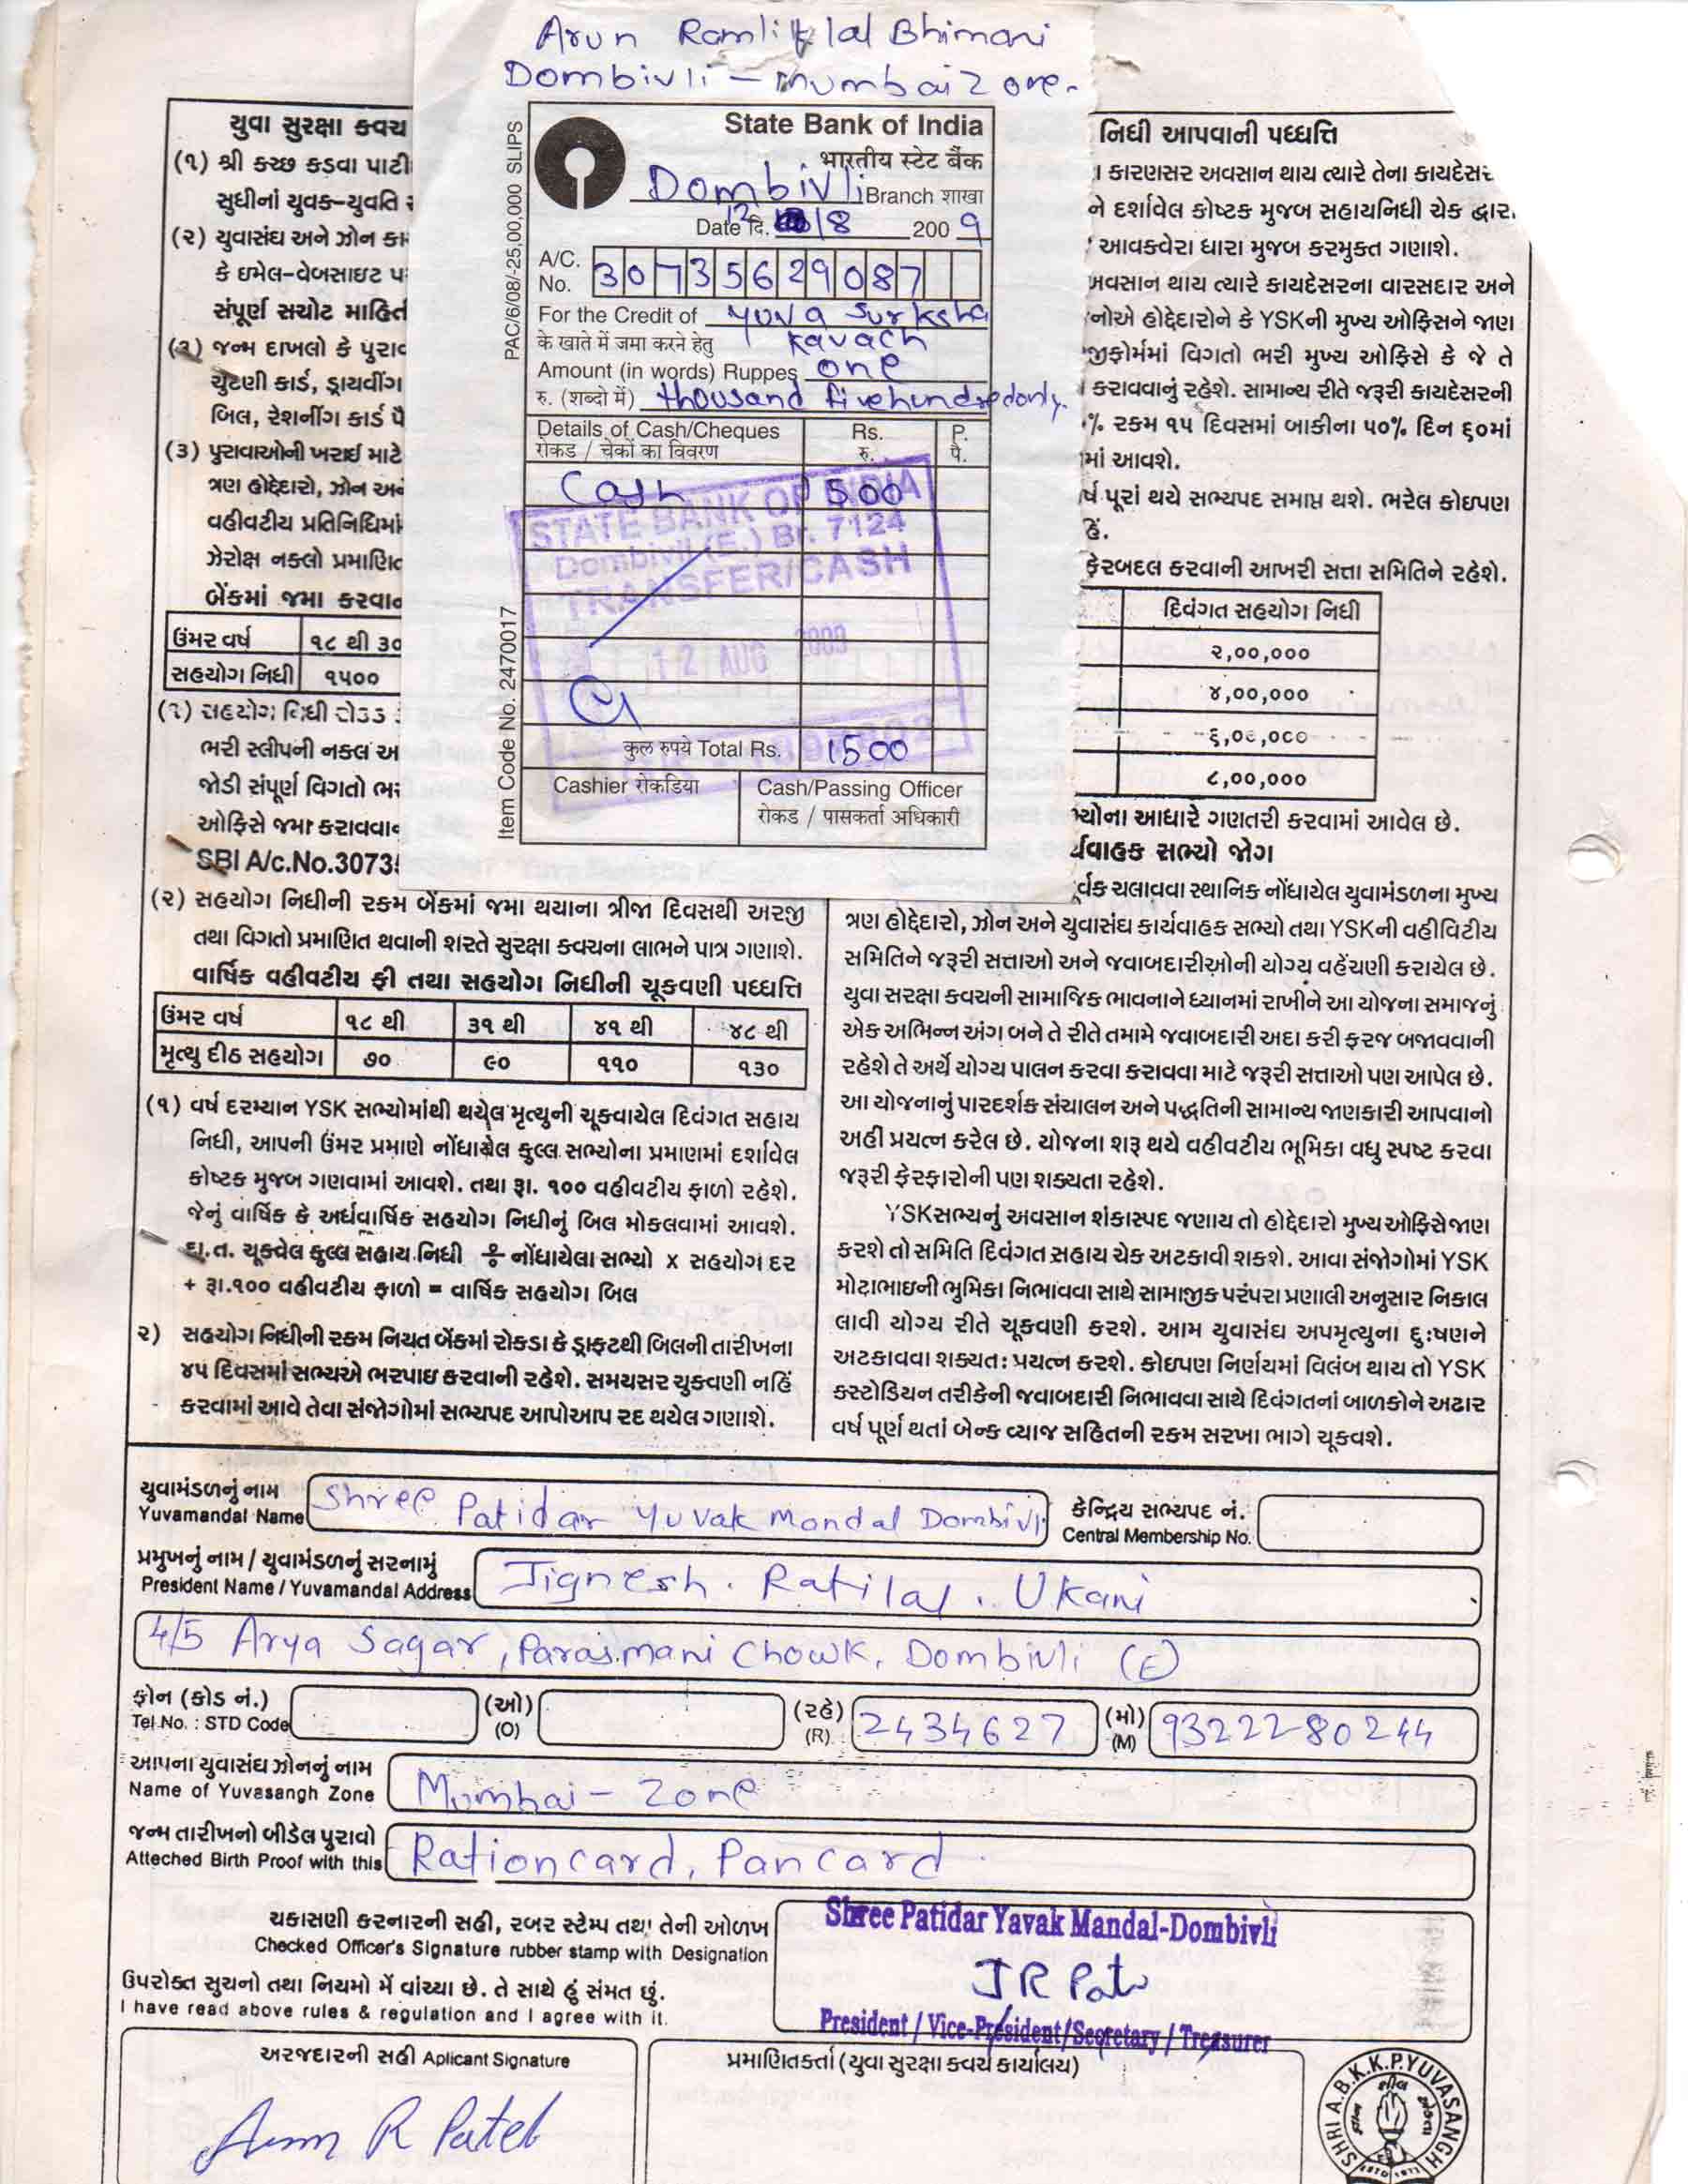 Arun Ramliklal Bhimani
Dombivli – Mumbai Zone.
PAC/6/08/-25,00,000 SLIPS
Item Code No. 2470017
State Bank of India
भारतीय स्टेट बैंक
Dombivli Branch शाखा
Date दि. 12/8 2009
A/C. No. 30735629087
For the Credit of Yuva Surksha
के खाते में जमा करने हेतु Kavach
Amount (in words) Ruppes one
रु. (शब्दो में) thousand fivehundredonly.
Details of Cash/Cheques Rs. P.
रोकड / चेकों का विवरण रु. पै.
Cash 1500
STATE BANK OF INDIA
Dombivli (E.) Br. 7124
TRANSFER/CASH
12 AUG 2009
कुल रुपये Total Rs. 1500
Cashier रोकडिया
Cash/Passing Officer
रोकड / पासकर्ता अधिकारी
યુવા સુરક્ષા કવચ
(૧) શ્રી કચ્છ કડવા પાટી
સુધીનાં યુવક-યુવતિ
(૨) યુવાસંઘ અને ઝોન કા
કે ઇમેલ-વેબસાઇટ પ
સંપૂર્ણ સચોટ માહિતી
(૩) જન્મ દાખલો કે પુરાવ
ચુંટણી કાર્ડ, ડ્રાયવીંગ
બિલ, રેશનીંગ કાર્ડ પૈ
(૩) પુરાવાઓની ખરાઈ માટે
ત્રણ હોદ્દેદારો, ઝોન અને
વહીવટીય પ્રતિનિધિમાં
ઝેરોક્ષ નકલો પ્રમાણિત
બેંકમાં જમા કરવાન
ઉંમર વર્ષ ૧૮ થી ૩૦
સહયોગ નિધી ૧૫૦૦
(૧) સહયોગ નિધી રોકડ
ભરી સ્લીપની નકલ અ
જોડી સંપૂર્ણ વિગતો ભર
ઓફિસે જમા કરાવવાન
SBI A/c.No.3073
(૨) સહયોગ નિધીની રકમ બેંકમાં જમા થયાના ત્રીજા દિવસથી અરજી
તથા વિગતો પ્રમાણિત થવાની શરતે સુરક્ષા કવચના લાભને પાત્ર ગણાશે.
વાર્ષિક વહીવટીય ફી તથા સહયોગ નિધીની ચૂકવણી પધ્ધતિ
ઉંમર વર્ષ ૧૮ થી ૩૧ થી ૪૧ થી ૪૮ થી
મૃત્યુ દીઠ સહયોગ ૭૦ ૯૦ ૧૧૦ ૧૩૦
(૧) વર્ષ દરમ્યાન YSK સભ્યોમાંથી થયેલ મૃત્યુની ચૂકવાયેલ દિવંગત સહાય
નિધી, આપની ઉંમર પ્રમાણે નોંધાયેલ કુલ્લ સભ્યોના પ્રમાણમાં દર્શાવેલ
કોષ્ટક મુજબ ગણવામાં આવશે. તથા રૂા. ૧૦૦ વહીવટીય ફાળો રહેશે.
જેનું વાર્ષિક કે અર્ધવાર્ષિક સહયોગ નિધીનું બિલ મોકલવામાં આવશે.
દા.ત. ચૂકવેલ કુલ્લ સહાય નિધી ÷ નોંધાયેલા સભ્યો x સહયોગ દર
+ રૂા.૧૦૦ વહીવટીય ફાળો = વાર્ષિક સહયોગ બિલ
૨) સહયોગ નિધીની રકમ નિયત બેંકમાં રોકડા કે ડ્રાફટથી બિલની તારીખના
૪૫ દિવસમાં સભ્યએ ભરપાઇ કરવાની રહેશે. સમયસર ચુકવણી નહિં
કરવામાં આવે તેવા સંજોગોમાં સભ્યપદ આપોઆપ રદ થયેલ ગણાશે.
નિધી આપવાની પધ્ધતિ
કારણસર અવસાન થાય ત્યારે તેના કાયદેસર
ને દર્શાવેલ કોષ્ટક મુજબ સહાયનિધી ચેક દ્વારા
આવકવેરા ધારા મુજબ કરમુક્ત ગણાશે.
અવસાન થાય ત્યારે કાયદેસરના વારસદાર અને
નોએ હોદ્દેદારોને કે YSKની મુખ્ય ઓફિસને જાણ
જીફોર્મમાં વિગતો ભરી મુખ્ય ઓફિસે કે જે તે
કરાવવાનું રહેશે. સામાન્ય રીતે જરૂરી કાયદેસરની
% રકમ ૧૫ દિવસમાં બાકીના ૫૦% દિન ૬૦માં
માં આવશે.
ર્ષ પૂરાં થયે સભ્યપદ સમાપ્ત થશે. ભરેલ કોઇપણ
હિં.
ફેરબદલ કરવાની આખરી સત્તા સમિતિને રહેશે.
દિવંગત સહયોગ નિધી
૨,૦૦,૦૦૦
૪,૦૦,૦૦૦
૬,૦૦,૦૦૦
૮,૦૦,૦૦૦
ભ્યોના આધારે ગણતરી કરવામાં આવેલ છે.
ર્યવાહક સભ્યો જોગ
ર્વક ચલાવવા સ્થાનિક નોંધાયેલ યુવામંડળના મુખ્ય
ત્રણ હોદ્દેદારો, ઝોન અને યુવાસંઘ કાર્યવાહક સભ્યો તથા YSKની વહીવિટીય
સમિતિને જરૂરી સત્તાઓ અને જવાબદારીઓની યોગ્ય વહેંચણી કરાયેલ છે.
યુવા સરક્ષા કવચની સામાજિક ભાવનાને ધ્યાનમાં રાખીને આ યોજના સમાજનું
એક અભિન્ન અંગ બને તે રીતે તમામે જવાબદારી અદા કરી ફરજ બજાવવાની
રહેશે તે અર્થે યોગ્ય પાલન કરવા કરાવવા માટે જરૂરી સત્તાઓ પણ આપેલ છે.
આ યોજનાનું પારદર્શક સંચાલન અને પદ્ધતિની સામાન્ય જાણકારી આપવાનો
અહીં પ્રયત્ન કરેલ છે. યોજના શરૂ થયે વહીવટીય ભૂમિકા વધુ સ્પષ્ટ કરવા
જરૂરી ફેરફારોની પણ શક્યતા રહેશે.
YSKસભ્યનું અવસાન શંકાસ્પદ જણાય તો હોદ્દેદારો મુખ્ય ઓફિસે જાણ
કરશે તો સમિતિ દિવંગત સહાય ચેક અટકાવી શકશે. આવા સંજોગોમાં YSK
મોટાભાઇની ભુમિકા નિભાવવા સાથે સામાજીક પરંપરા પ્રણાલી અનુસાર નિકાલ
લાવી યોગ્ય રીતે ચૂકવણી કરશે. આમ યુવાસંઘ અપમૃત્યુના દુઃષણને
અટકાવવા શક્યતઃ પ્રયત્ન કરશે. કોઇપણ નિર્ણયમાં વિલંબ થાય તો YSK
કસ્ટોડિયન તરીકેની જવાબદારી નિભાવવા સાથે દિવંગતનાં બાળકોને અઢાર
વર્ષ પૂર્ણ થતાં બેન્ક વ્યાજ સહિતની રકમ સરખા ભાગે ચૂકવશે.
યુવામંડળનું નામ
Yuvamandal Name Shree Patidar Yuvak Mandal Dombivli
કેન્દ્રિય સભ્યપદ નં.
Central Membership No.
પ્રમુખનું નામ / યુવામંડળનું સરનામું
President Name / Yuvamandal Address Jignesh. Ratilal. Ukani
4/5 Arya Sagar, Parasmani Chowk, Dombivli (E)
ફોન (કોડ નં.) (ઓ) (રહે) (મો)
Tel.No. : STD Code (O) (R) 2434627 (M) 9322280244
આપના યુવાસંઘ ઝોનનું નામ
Name of Yuvasangh Zone Mumbai – Zone
જન્મ તારીખનો બીડેલ પુરાવો
Atteched Birth Proof with this Rationcard, Pancard
ચકાસણી કરનારની સહી, રબર સ્ટેમ્પ તથા તેની ઓળખ
Checked Officer's Signature rubber stamp with Designation
Shree Patidar Yavak Mandal-Dombivli
President / Vice-President/Secretary / Treasurer
ઉપરોક્ત સુચનો તથા નિયમો મેં વાંચ્યા છે. તે સાથે હું સંમત છું.
I have read above rules & regulation and I agree with it.
અરજદારની સહી Aplicant Signature
Arun R Patel
પ્રમાણિતકર્તા (યુવા સુરક્ષા કવચ કાર્યાલય)
SHRI A.B.K.K.P.YUVASANGH